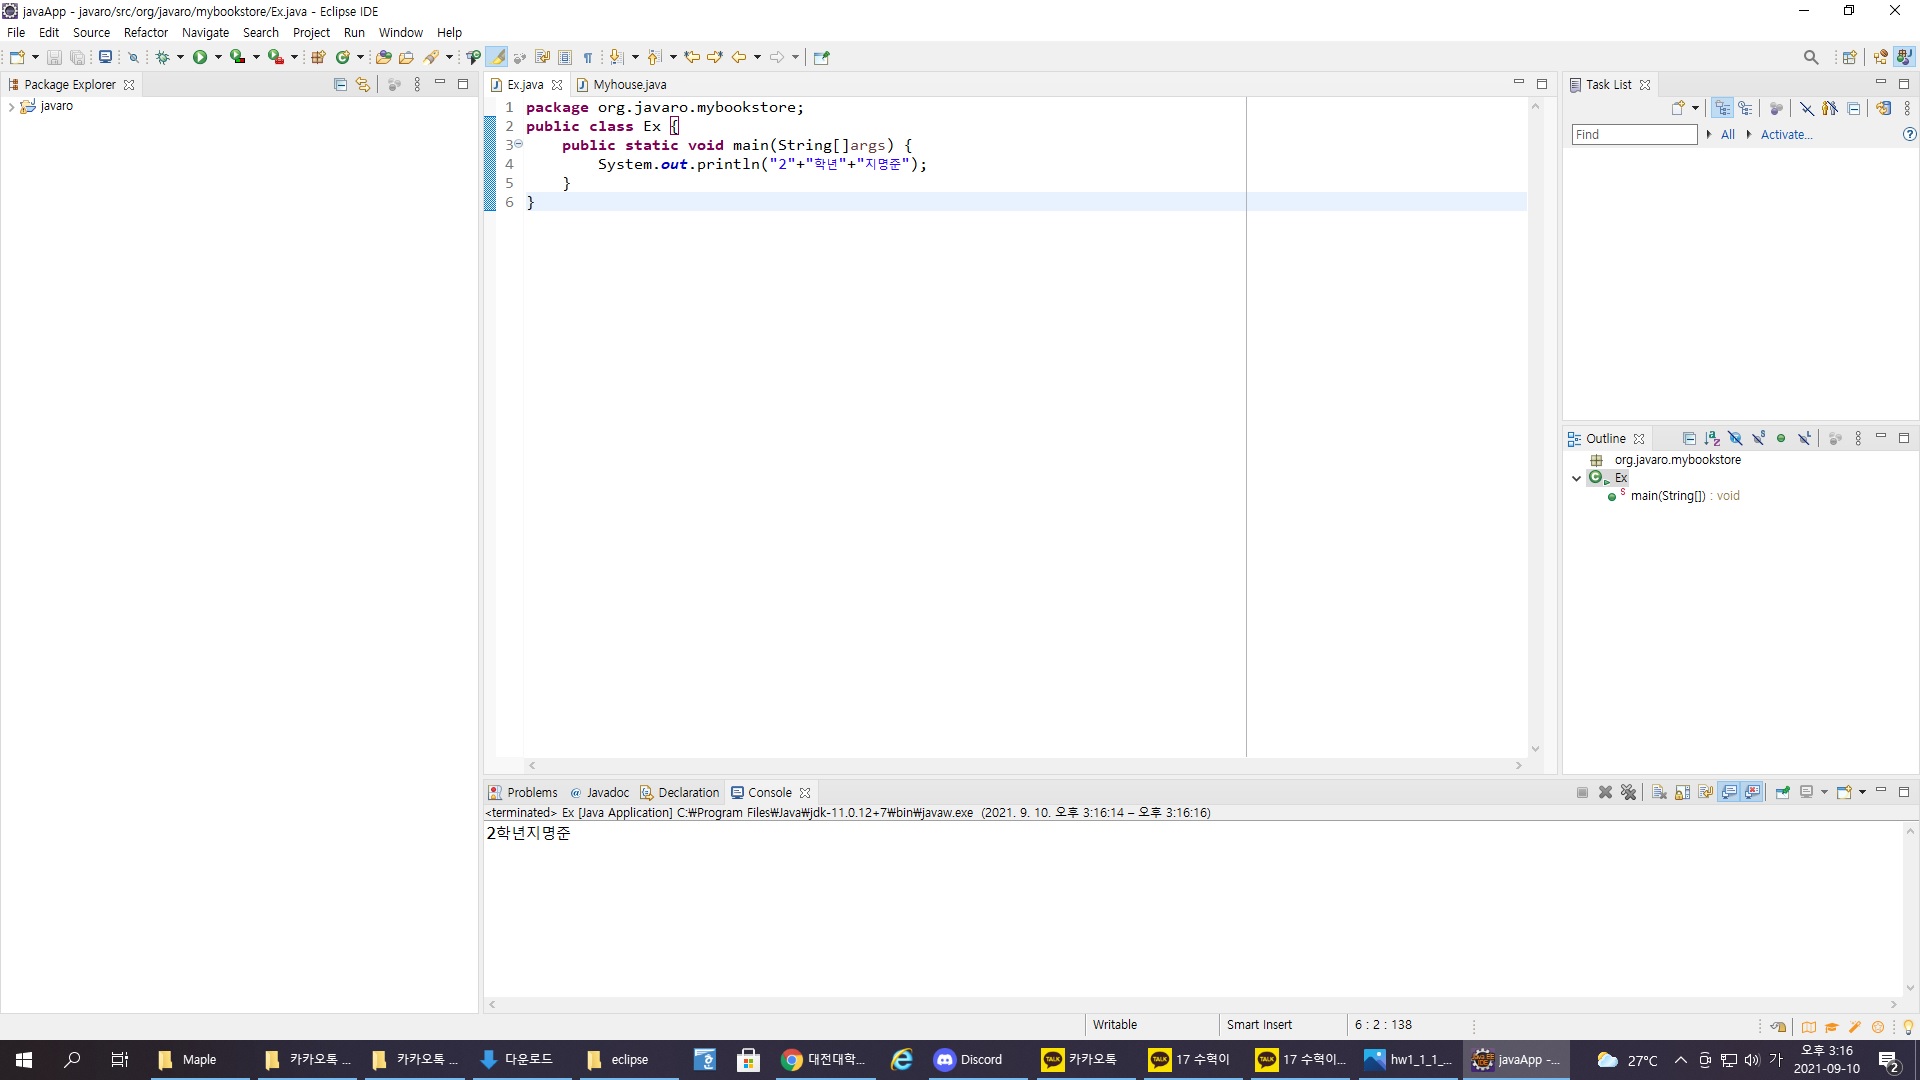 javaApp - javaro/src/org/javaro/mybookstore/Ex.java - Eclipse IDE
File Edit Source Refactor Navigate Search Project Run Window Help
Package Explorer
javaro
Ex.java Myhouse.java
1 package org.javaro.mybookstore;
2 public class Ex {
3 public static void main(String[]args) {
4 System.out.println("2"+"학년"+"지명준");
5 }
6 }
Task List
Find All Activate...
Outline
org.javaro.mybookstore
Ex
main(String[]) : void
Problems Javadoc Declaration Console
<terminated> Ex [Java Application] C:₩Program Files₩Java₩jdk-11.0.12+7₩bin₩javaw.exe (2021. 9. 10. 오후 3:16:14 – 오후 3:16:16)
2학년지명준
Writable Smart Insert 6 : 2 : 138
Maple 카카오톡 ... 카카오톡 ... 다운로드 eclipse 대전대학... Discord 카카오톡 17 수혁이 17 수혁이... hw1_1_1_... javaApp -... 27°C 가 오후 3:16
2021-09-10 2